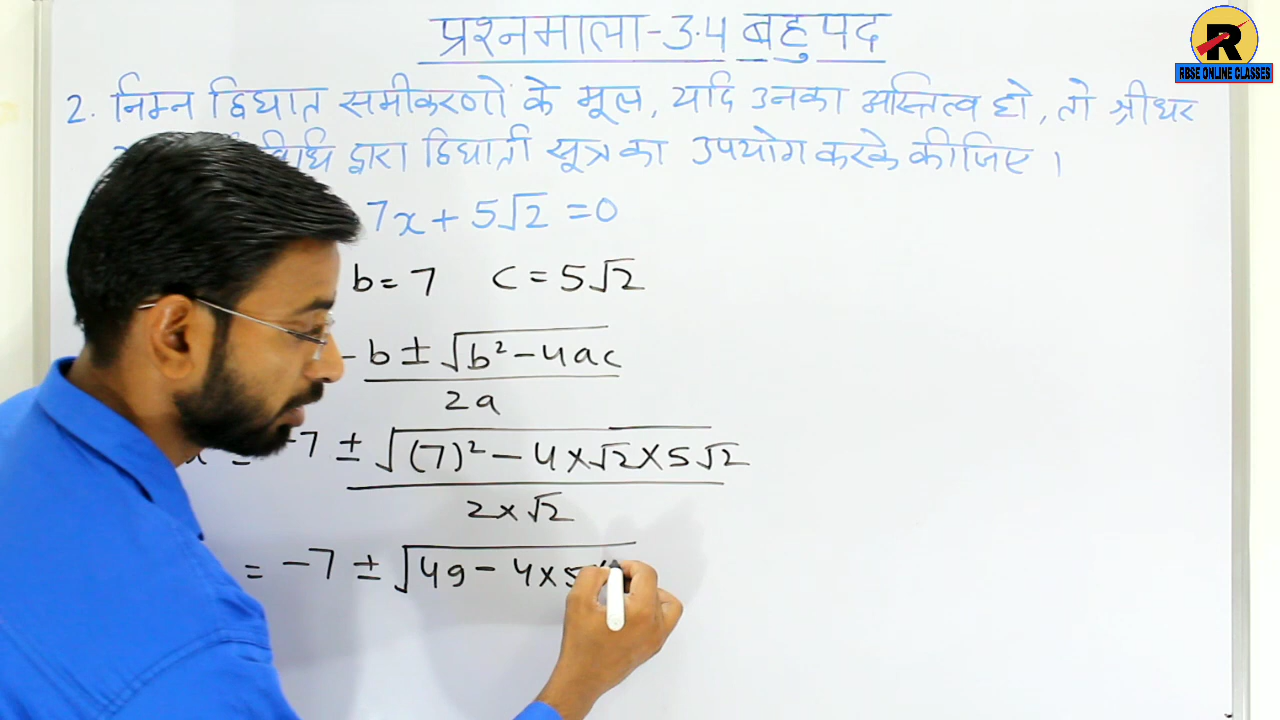 प्रश्नमाला-3.4 बहुपद
R
RBSE ONLINE CLASSES
2. निम्न द्विघात समीकरणो के मूल, यदि उनका अस्तित्व हो, तो श्रीधर
द्वारा द्विघाती सूत्र का उपयोग करके कीजिए ।
7x + 5√2 = 0
b = 7 c = 5√2
-b ± √b² - 4ac
2a
= -7 ± √(7)² - 4×√2×5√2
2×√2
= -7 ± √49 - 4×5